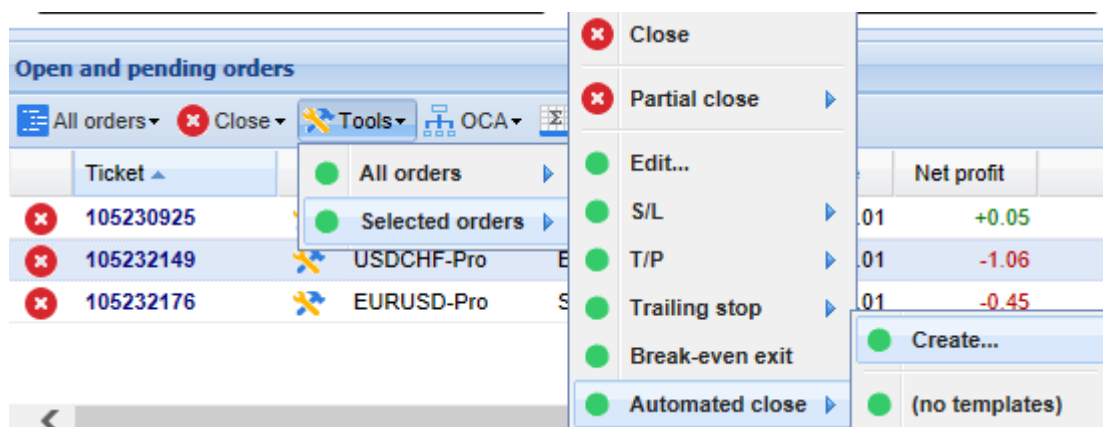 Close
Open and pending orders
Partial close
All orders Close Tools OCA Σ
Edit...
Ticket All orders Net profit
S/L
105230925 Selected orders .01 +0.05
T/P
105232149 USDCHF-Pro .01 -1.06
Trailing stop
105232176 EURUSD-Pro .01 -0.45
Create...
Break-even exit
Automated close (no templates)